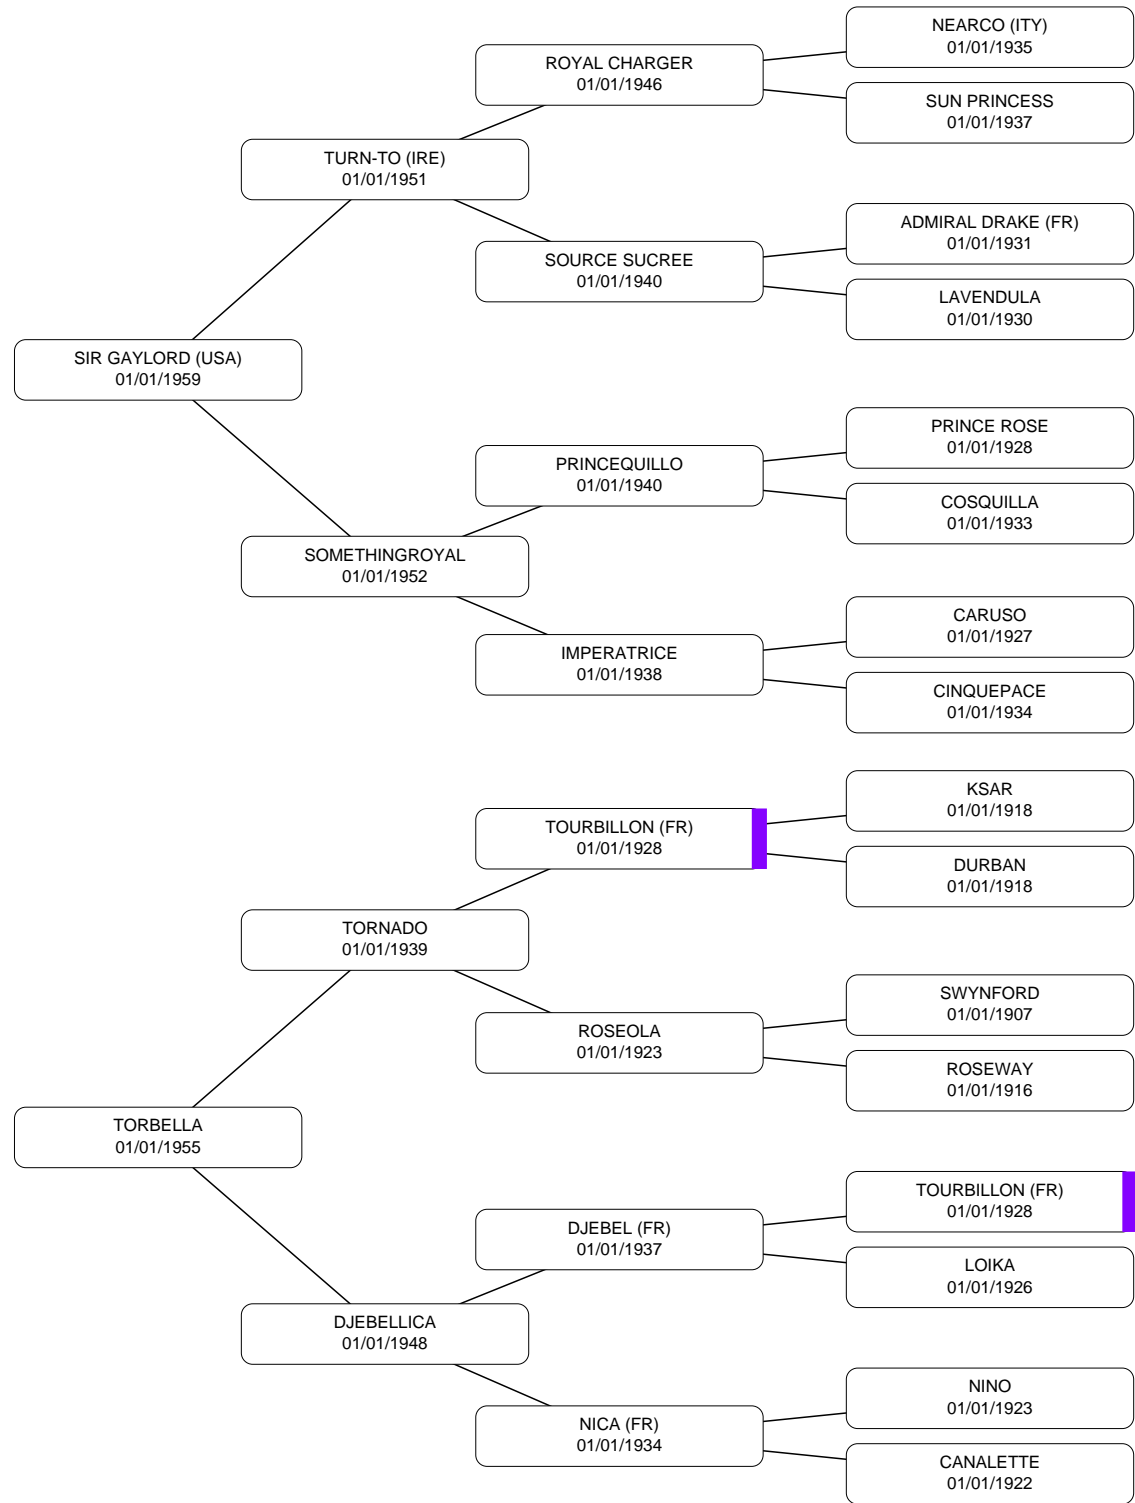 NEARCO (ITY)
01/01/1935
ROYAL CHARGER
01/01/1946
SUN PRINCESS
01/01/1937
TURN-TO (IRE)
01/01/1951
ADMIRAL DRAKE (FR)
01/01/1931
SOURCE SUCREE
01/01/1940
LAVENDULA
01/01/1930
SIR GAYLORD (USA)
01/01/1959
PRINCE ROSE
01/01/1928
PRINCEQUILLO
01/01/1940
COSQUILLA
01/01/1933
SOMETHINGROYAL
01/01/1952
CARUSO
01/01/1927
IMPERATRICE
01/01/1938
CINQUEPACE
01/01/1934
KSAR
01/01/1918
TOURBILLON (FR)
01/01/1928
DURBAN
01/01/1918
TORNADO
01/01/1939
SWYNFORD
01/01/1907
ROSEOLA
01/01/1923
ROSEWAY
01/01/1916
TORBELLA
01/01/1955
TOURBILLON (FR)
01/01/1928
DJEBEL (FR)
01/01/1937
LOIKA
01/01/1926
DJEBELLICA
01/01/1948
NINO
01/01/1923
NICA (FR)
01/01/1934
CANALETTE
01/01/1922